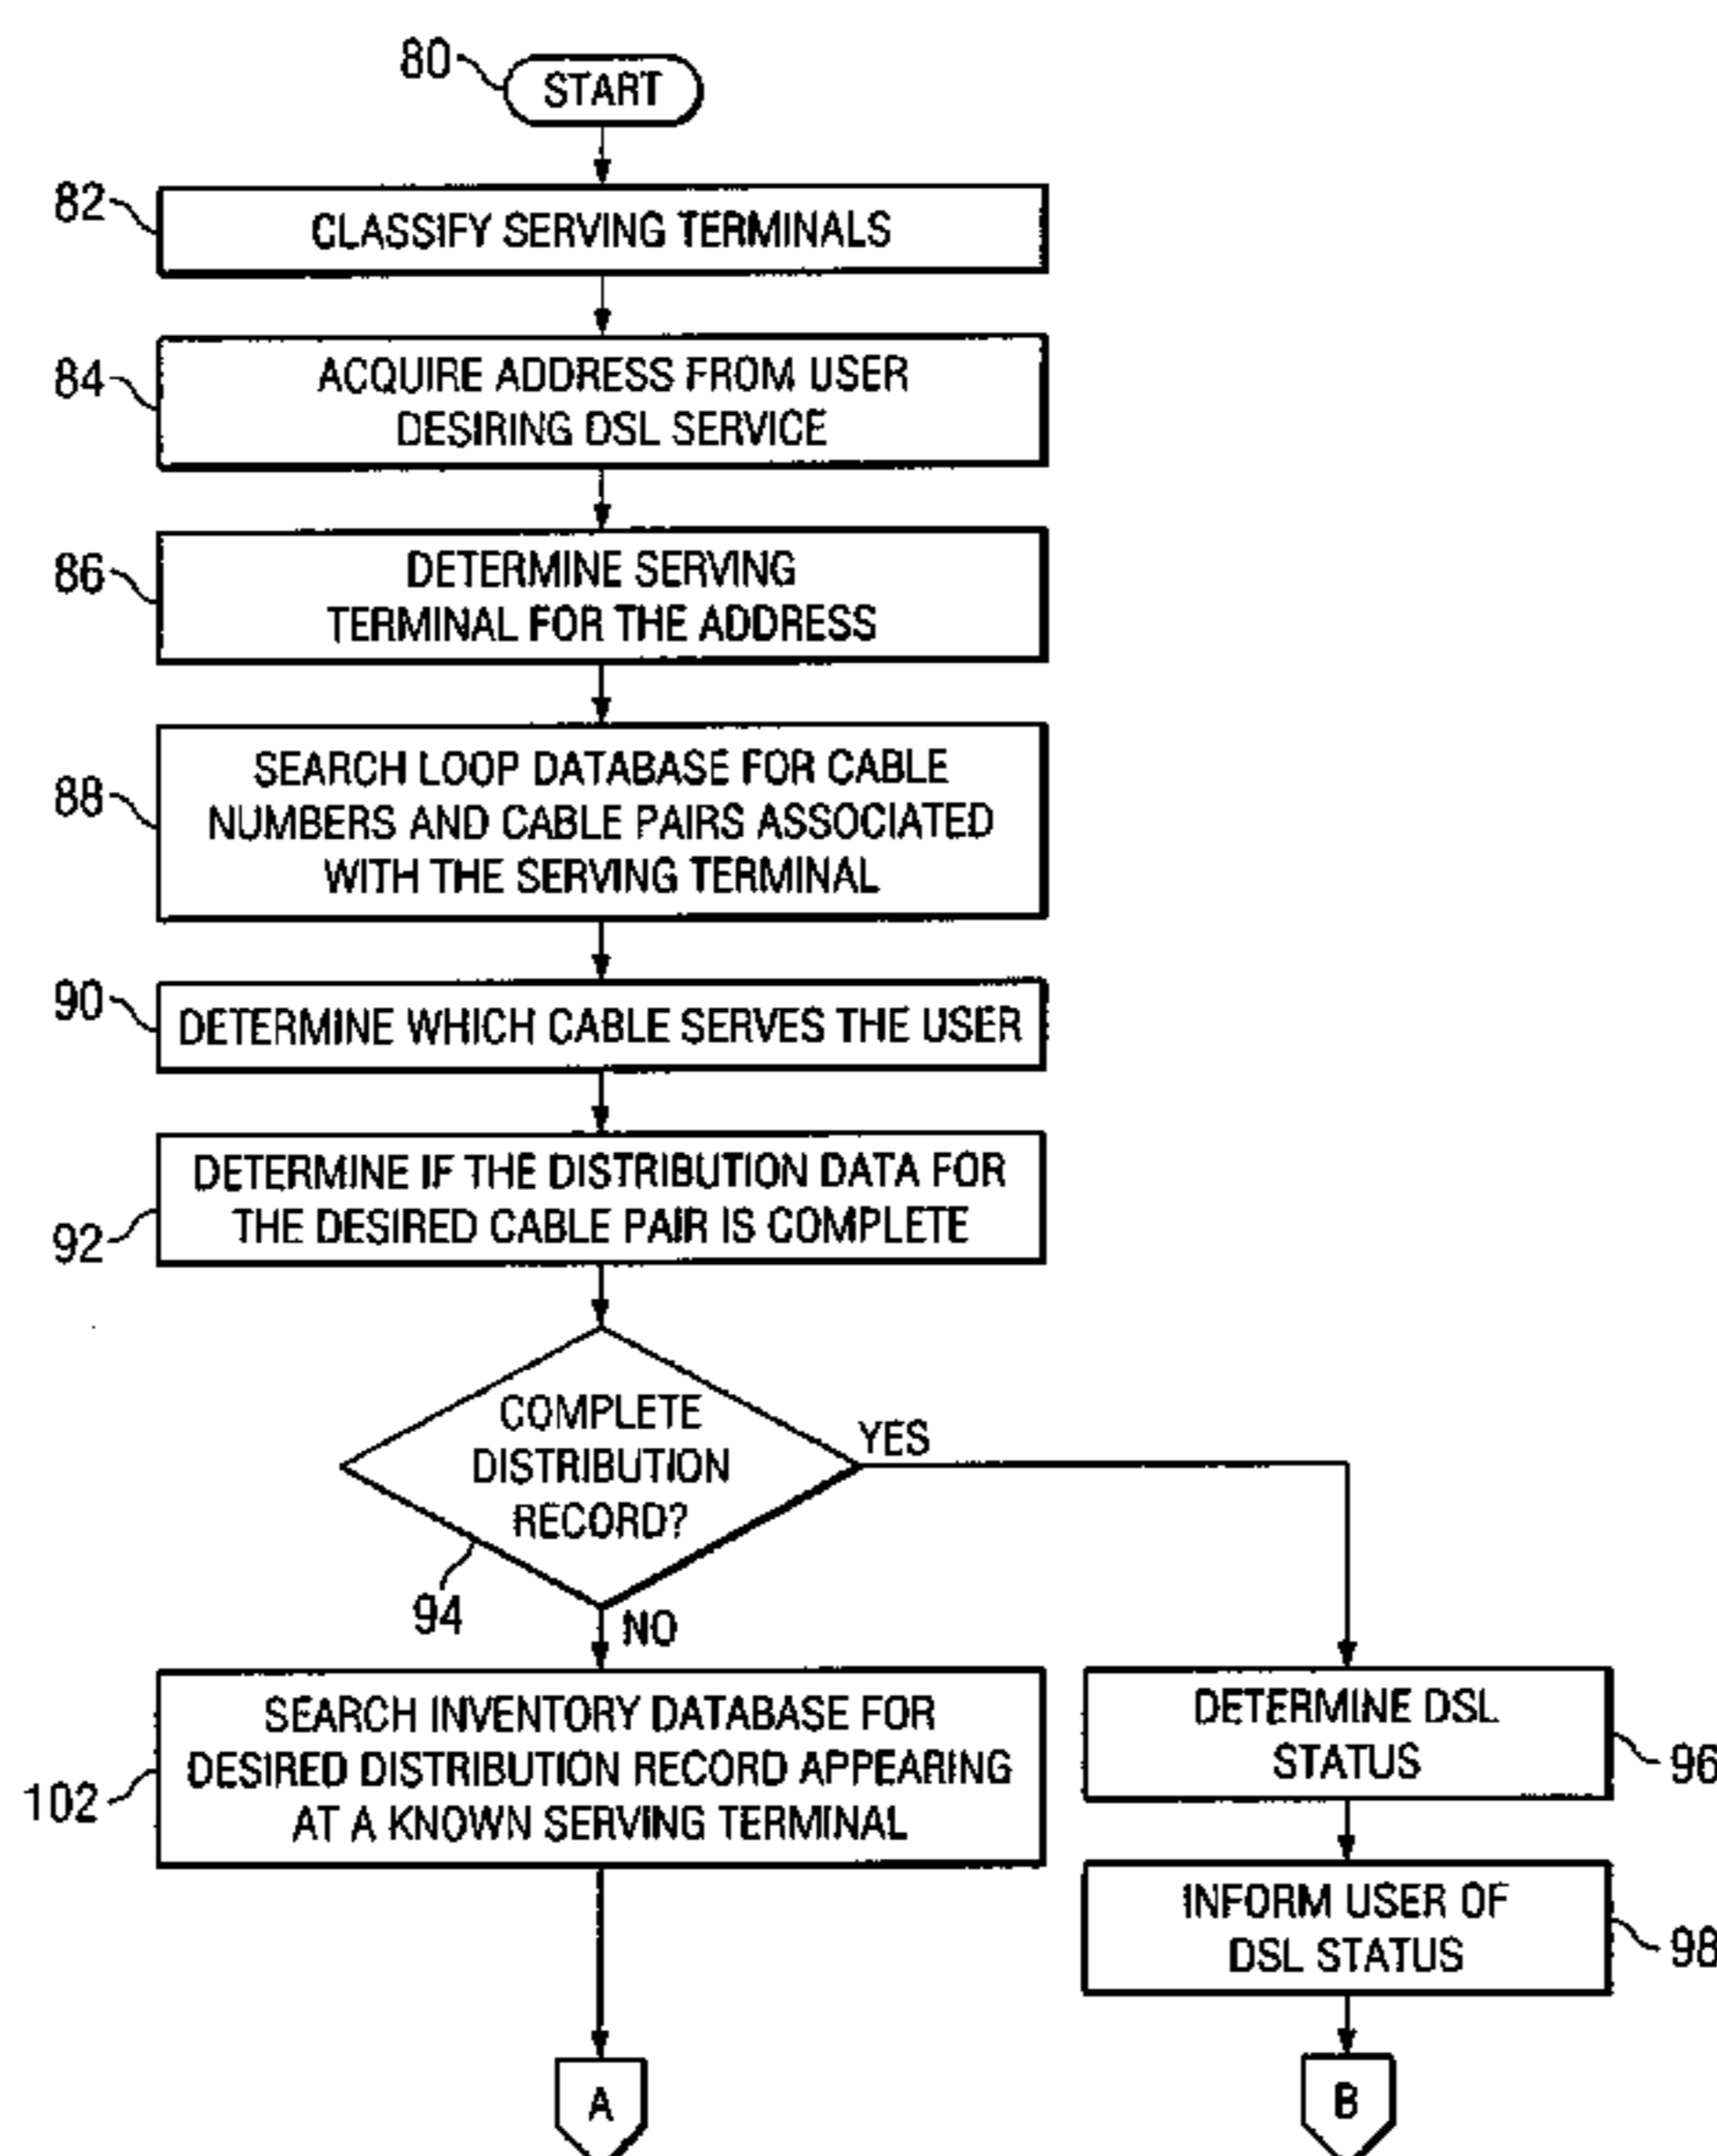 80
START
82
CLASSIFY SERVING TERMINALS
84
ACQUIRE ADDRESS FROM USER
DESIRING DSL SERVICE
86
DETERMINE SERVING
TERMINAL FOR THE ADDRESS
88
SEARCH LOOP DATABASE FOR CABLE
NUMBERS AND CABLE PAIRS ASSOCIATED
WITH THE SERVING TERMINAL
90
DETERMINE WHICH CABLE SERVES THE USER
92
DETERMINE IF THE DISTRIBUTION DATA FOR
THE DESIRED CABLE PAIR IS COMPLETE
COMPLETE
DISTRIBUTION
RECORD?
YES
94
NO
102
SEARCH INVENTORY DATABASE FOR
DESIRED DISTRIBUTION RECORD APPEARING
AT A KNOWN SERVING TERMINAL
DETERMINE DSL
STATUS
96
INFORM USER OF
DSL STATUS
98
A
B